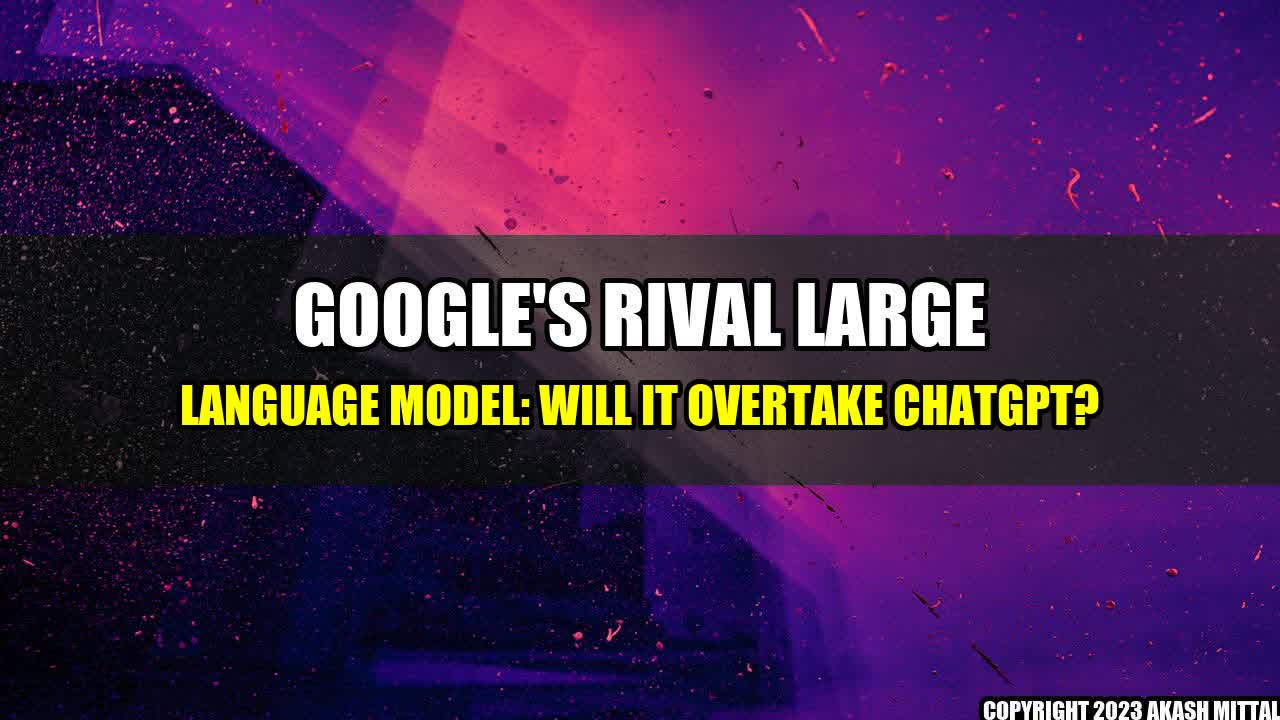 GOOGLE'S RIVAL LARGE
LANGUAGE MODEL: WILL IT OVERTAKE CHATGPT?
COPYRIGHT 2023 AKASH MITTAL